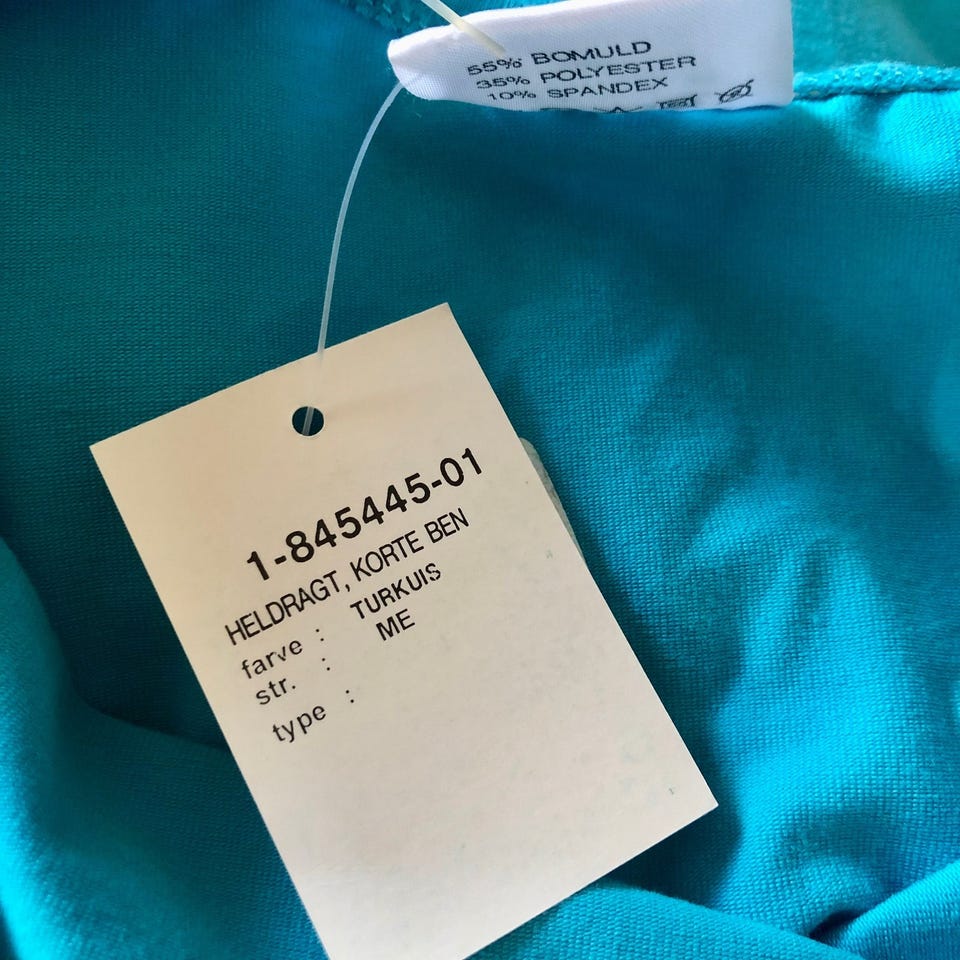 55% BOMULD
35% POLYESTER
10% SPANDEX
1-845445-01
HELDRAGT, KORTE BEN
farve : TURKUIS
str. : ME
type :